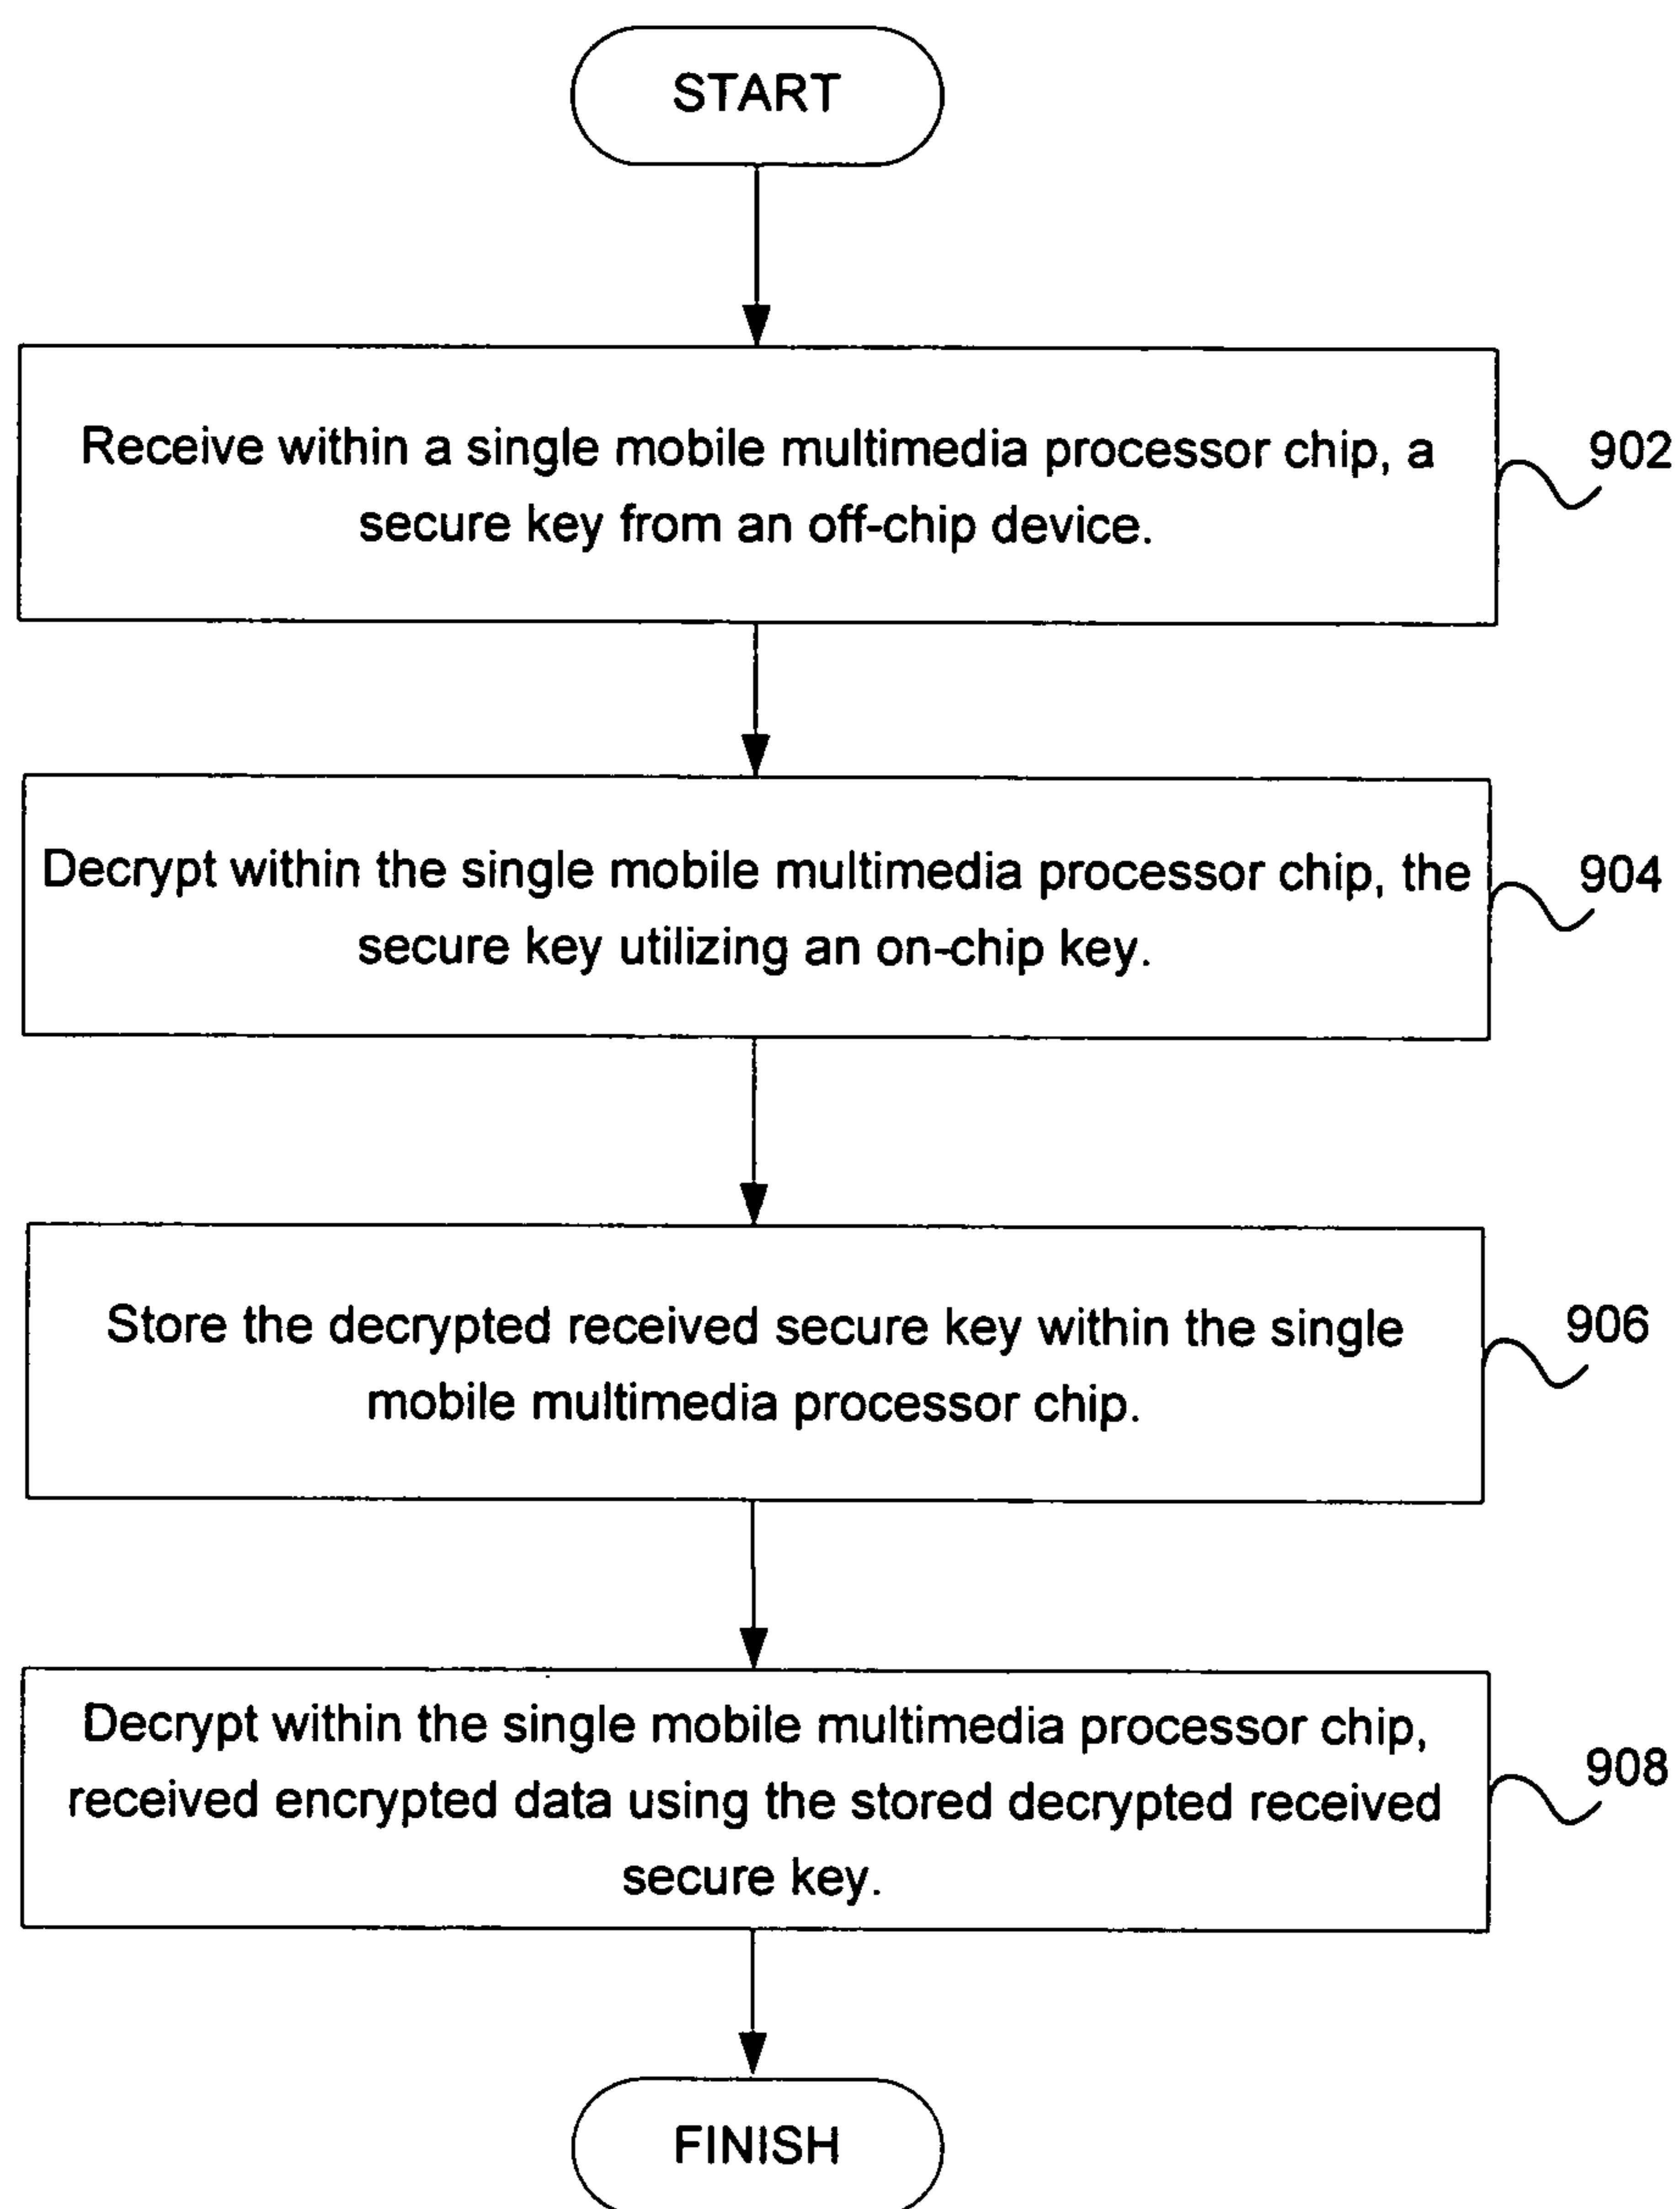 START
Receive within a single mobile multimedia processor chip, a
secure key from an off-chip device.
902
Decrypt within the single mobile multimedia processor chip, the
secure key utilizing an on-chip key.
904
Store the decrypted received secure key within the single
mobile multimedia processor chip.
906
Decrypt within the single mobile multimedia processor chip,
received encrypted data using the stored decrypted received
secure key.
908
FINISH